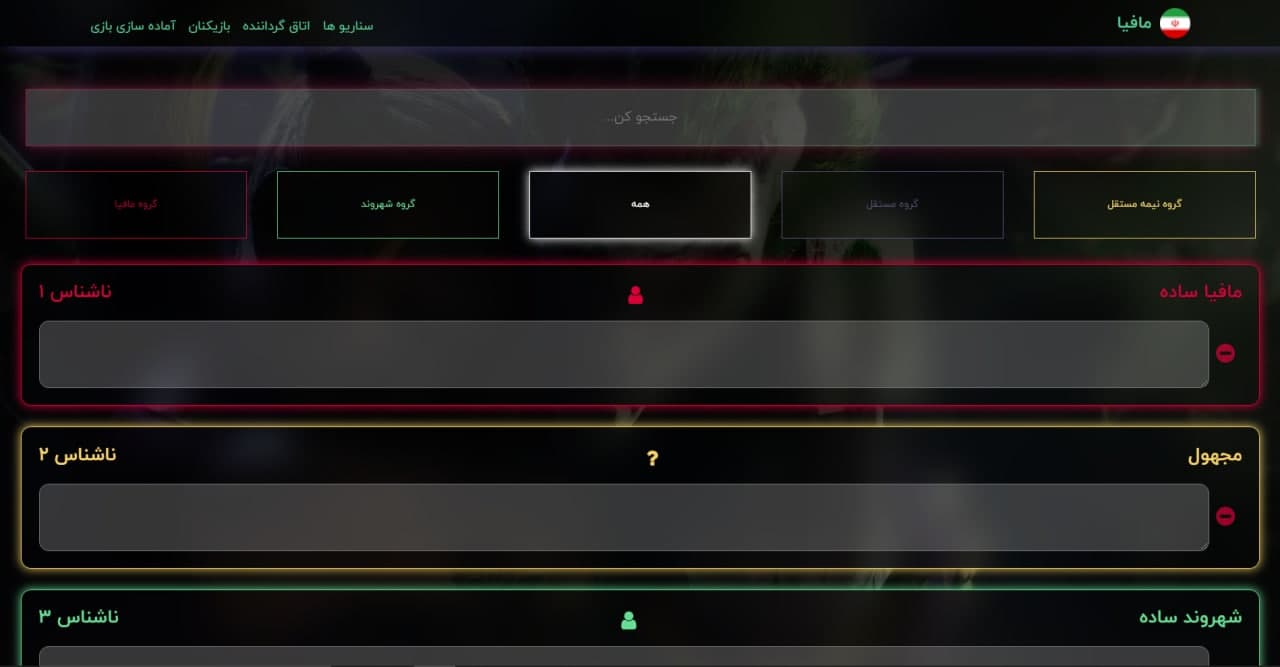 مافیا
سناریو ها
اتاق گرداننده
بازیکنان
آماده سازی بازی
جستجو کن..
گروه نیمه مستقل
گروه مستقل
همه
گروه شهروند
گروه مافیا
مافیا ساده
ناشناس ۱
مجهول
?
ناشناس ۲
شهروند ساده
ناشناس ۳